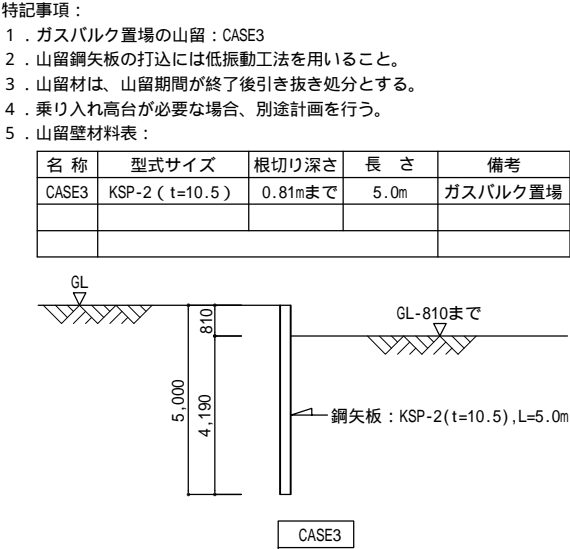 特記事項：
１．ガスバルク置場の山留：CASE3
２．山留鋼矢板の打込には低振動工法を用いること。
３．山留材は、山留期間が終了後引き抜き処分とする。
４．乗り入れ高台が必要な場合、別途計画を行う。
５．山留壁材料表：
名 称 型式サイズ 根切り深さ 長 さ 備考
CASE3 KSP-2（t=10.5） 0.81mまで 5.0m ガスバルク置場
GL
810
GL-810まで
5,000
4,190
鋼矢板：KSP-2(t=10.5),L=5.0m
CASE3